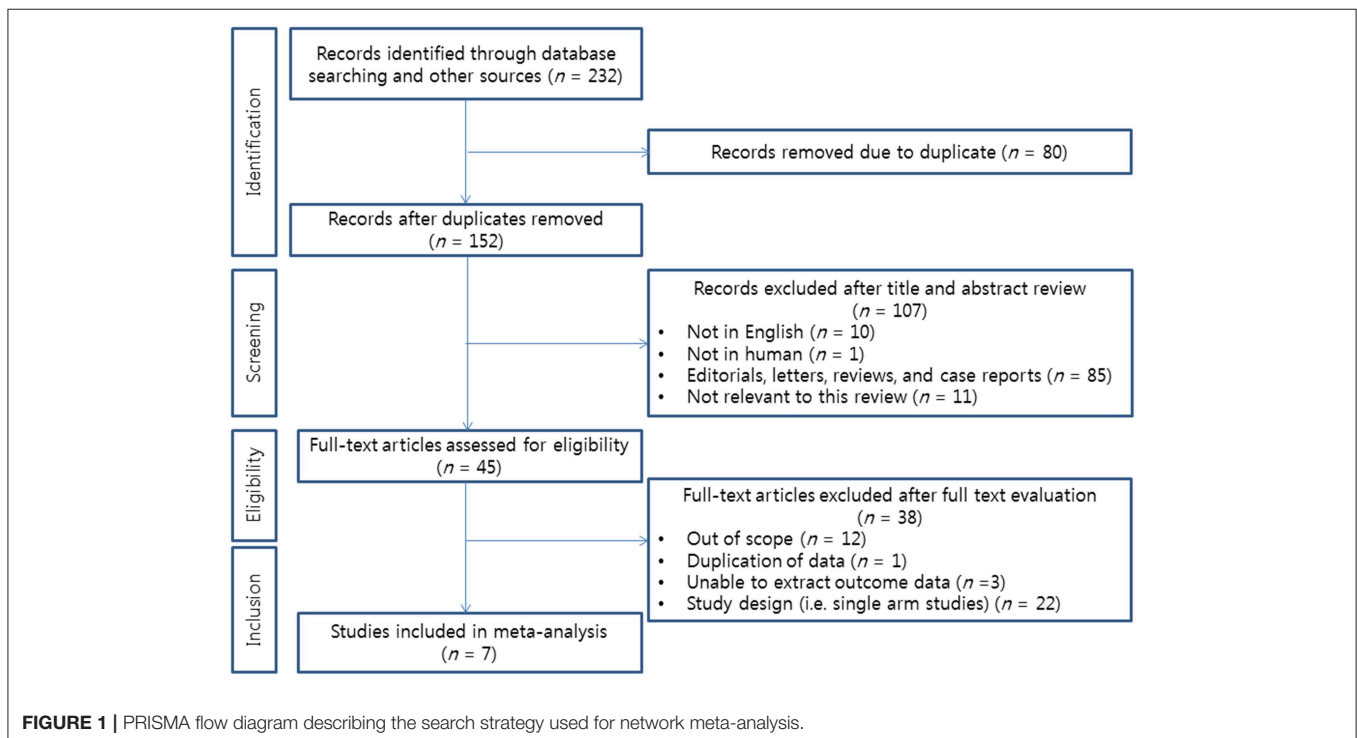 Identification
Records identified through database
searching and other sources (n = 232)
Records removed due to duplicate (n = 80)
Records after duplicates removed
(n = 152)
Screening
Records excluded after title and abstract review
(n = 107)
• Not in English (n = 10)
• Not in human (n = 1)
• Editorials, letters, reviews, and case reports (n = 85)
• Not relevant to this review (n = 11)
Eligibility
Full-text articles assessed for eligibility
(n = 45)
Full-text articles excluded after full text evaluation
(n = 38)
• Out of scope (n = 12)
• Duplication of data (n = 1)
• Unable to extract outcome data (n =3)
• Study design (i.e. single arm studies) (n = 22)
Inclusion
Studies included in meta-analysis
(n = 7)
FIGURE 1 | PRISMA flow diagram describing the search strategy used for network meta-analysis.